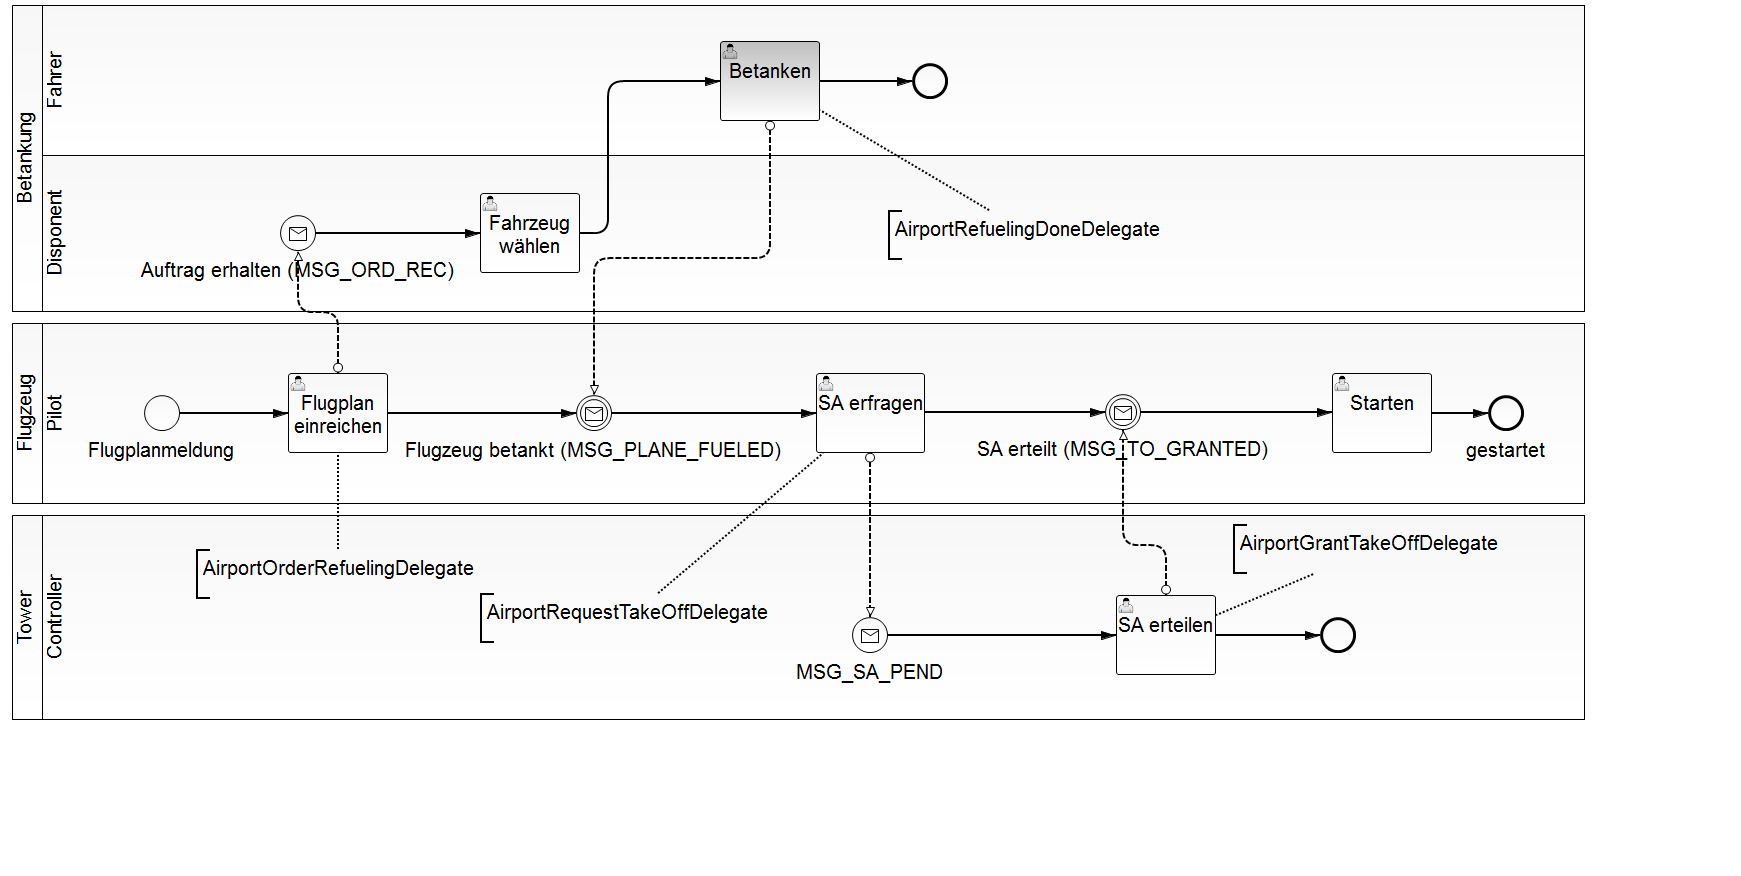 Betankung
Fahrer
Betanken
Disponent
Fahrzeug
wählen
AirportRefuelingDoneDelegate
Auftrag erhalten (MSG_ORD_REC)
Flugzeug
Pilot
Flugplanmeldung
Flugplan
einreichen
Flugzeug betankt (MSG_PLANE_FUELED)
SA erfragen
SA erteilt (MSG_TO_GRANTED)
Starten
gestartet
Tower
Controller
AirportOrderRefuelingDelegate
AirportRequestTakeOffDelegate
MSG_SA_PEND
SA erteilen
AirportGrantTakeOffDelegate